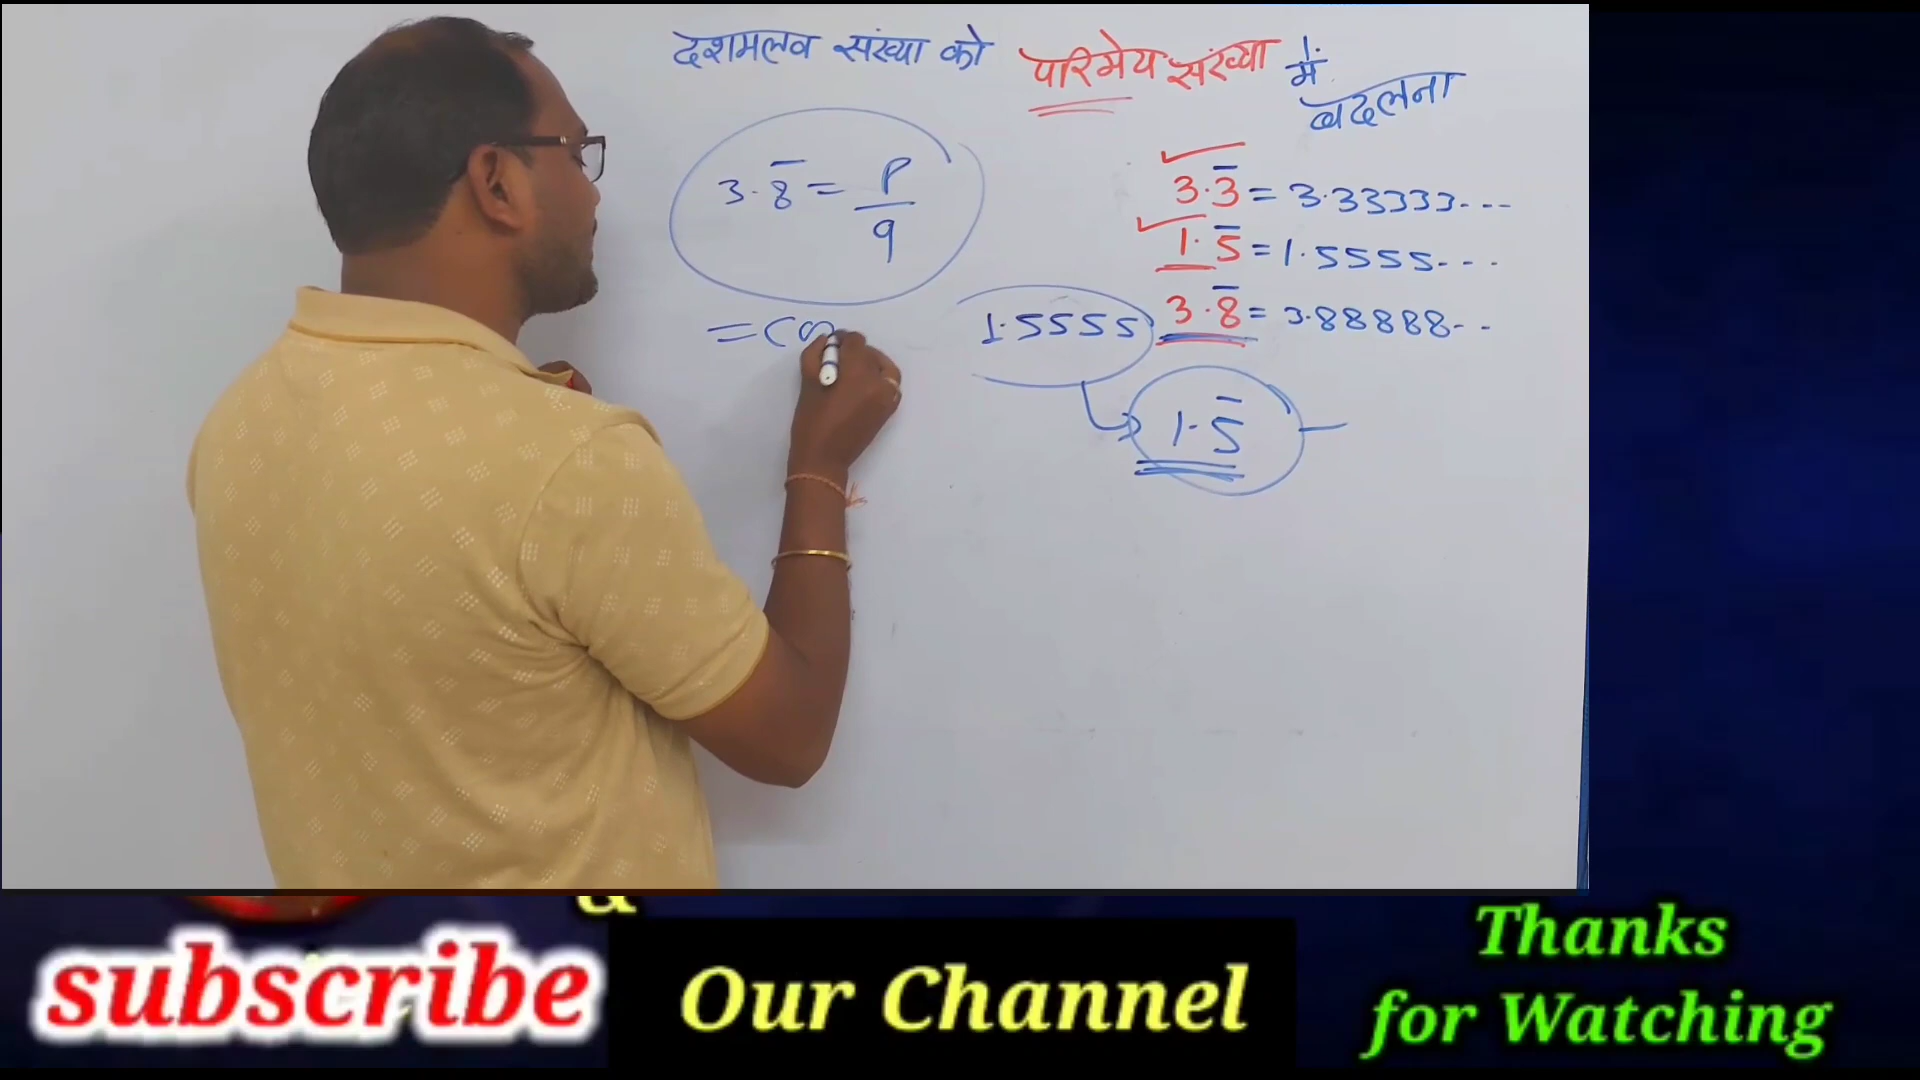 दशमलव संख्या को परिमेय संख्या में
बदलना
3.8̅ = P/q
3.3̅ = 3.33333---
1.5̅ = 1.5555---
3.8̅ = 3.88888--
1.5555
1.5̅
&
subscribe
Our Channel
Thanks
for Watching